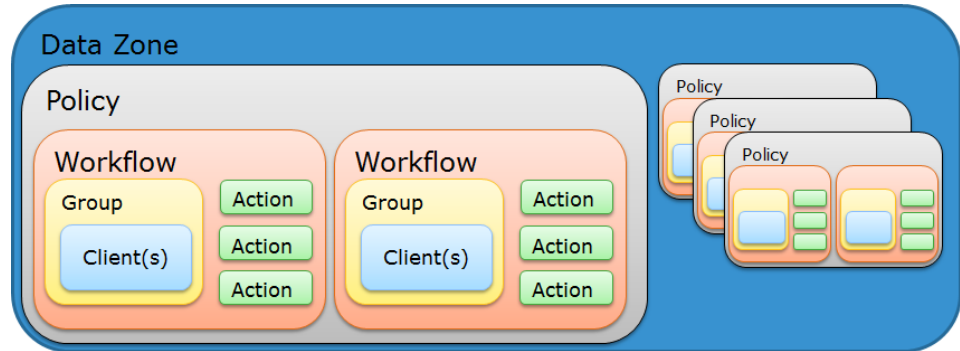 Data Zone
Policy
Workflow
Group
Client(s)
Action
Action
Action
Workflow
Group
Client(s)
Action
Action
Action
Policy
Policy
Policy